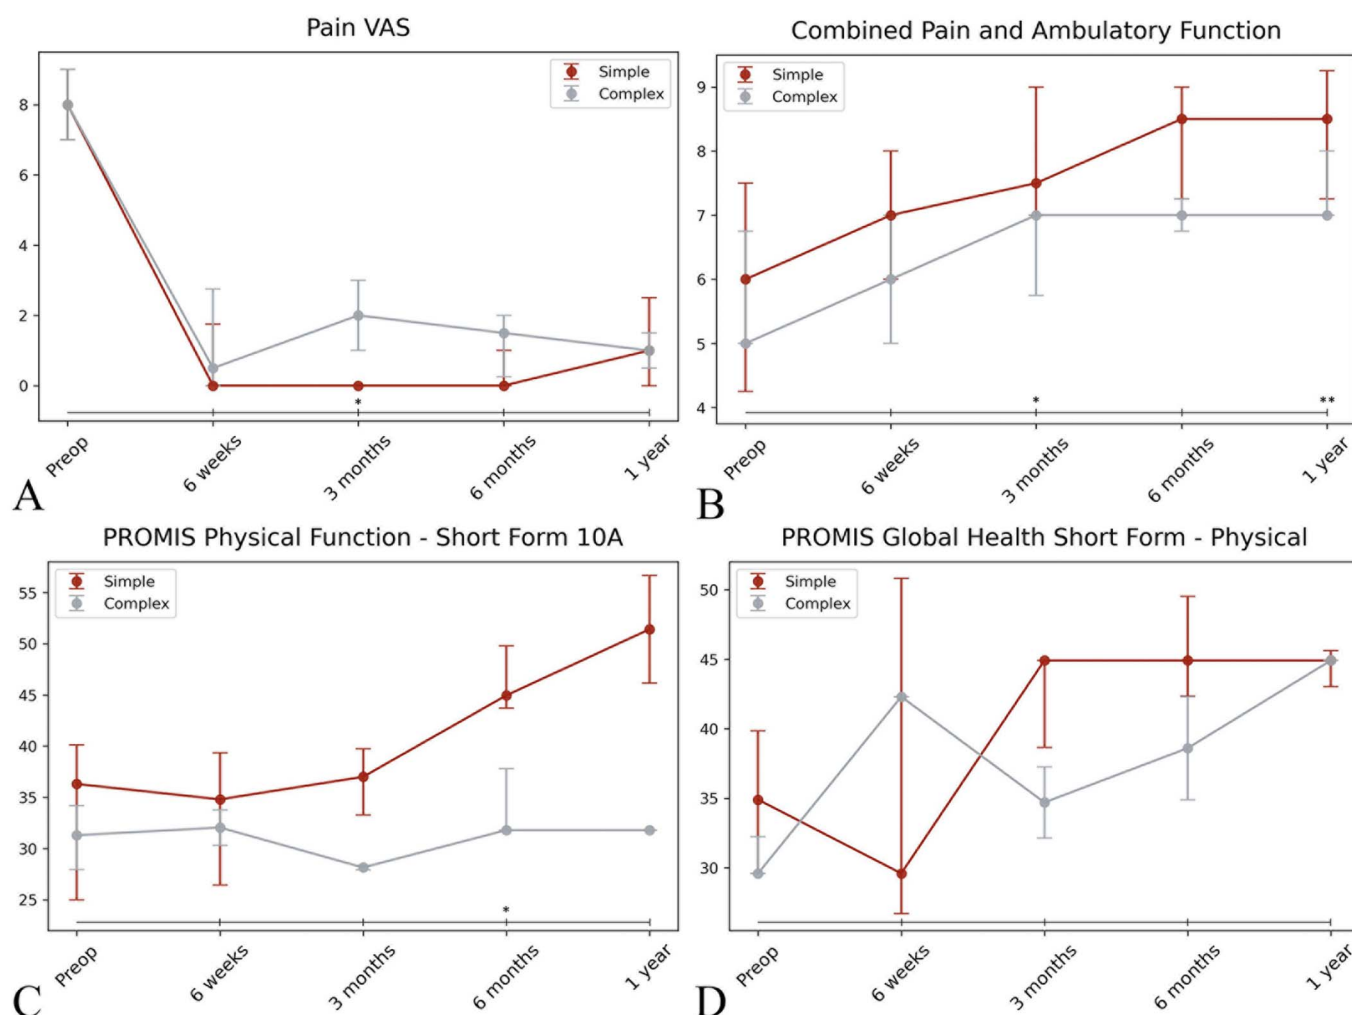 Pain VAS
Simple
Complex
8
6
4
2
0
*
Preop
6 weeks
3 months
6 months
1 year
A
Combined Pain and Ambulatory Function
Simple
Complex
9
8
7
6
5
4
*
**
Preop
6 weeks
3 months
6 months
1 year
B
PROMIS Physical Function - Short Form 10A
Simple
Complex
55
50
45
40
35
30
25
*
Preop
6 weeks
3 months
6 months
1 year
C
PROMIS Global Health Short Form - Physical
Simple
Complex
50
45
40
35
30
Preop
6 weeks
3 months
6 months
1 year
D